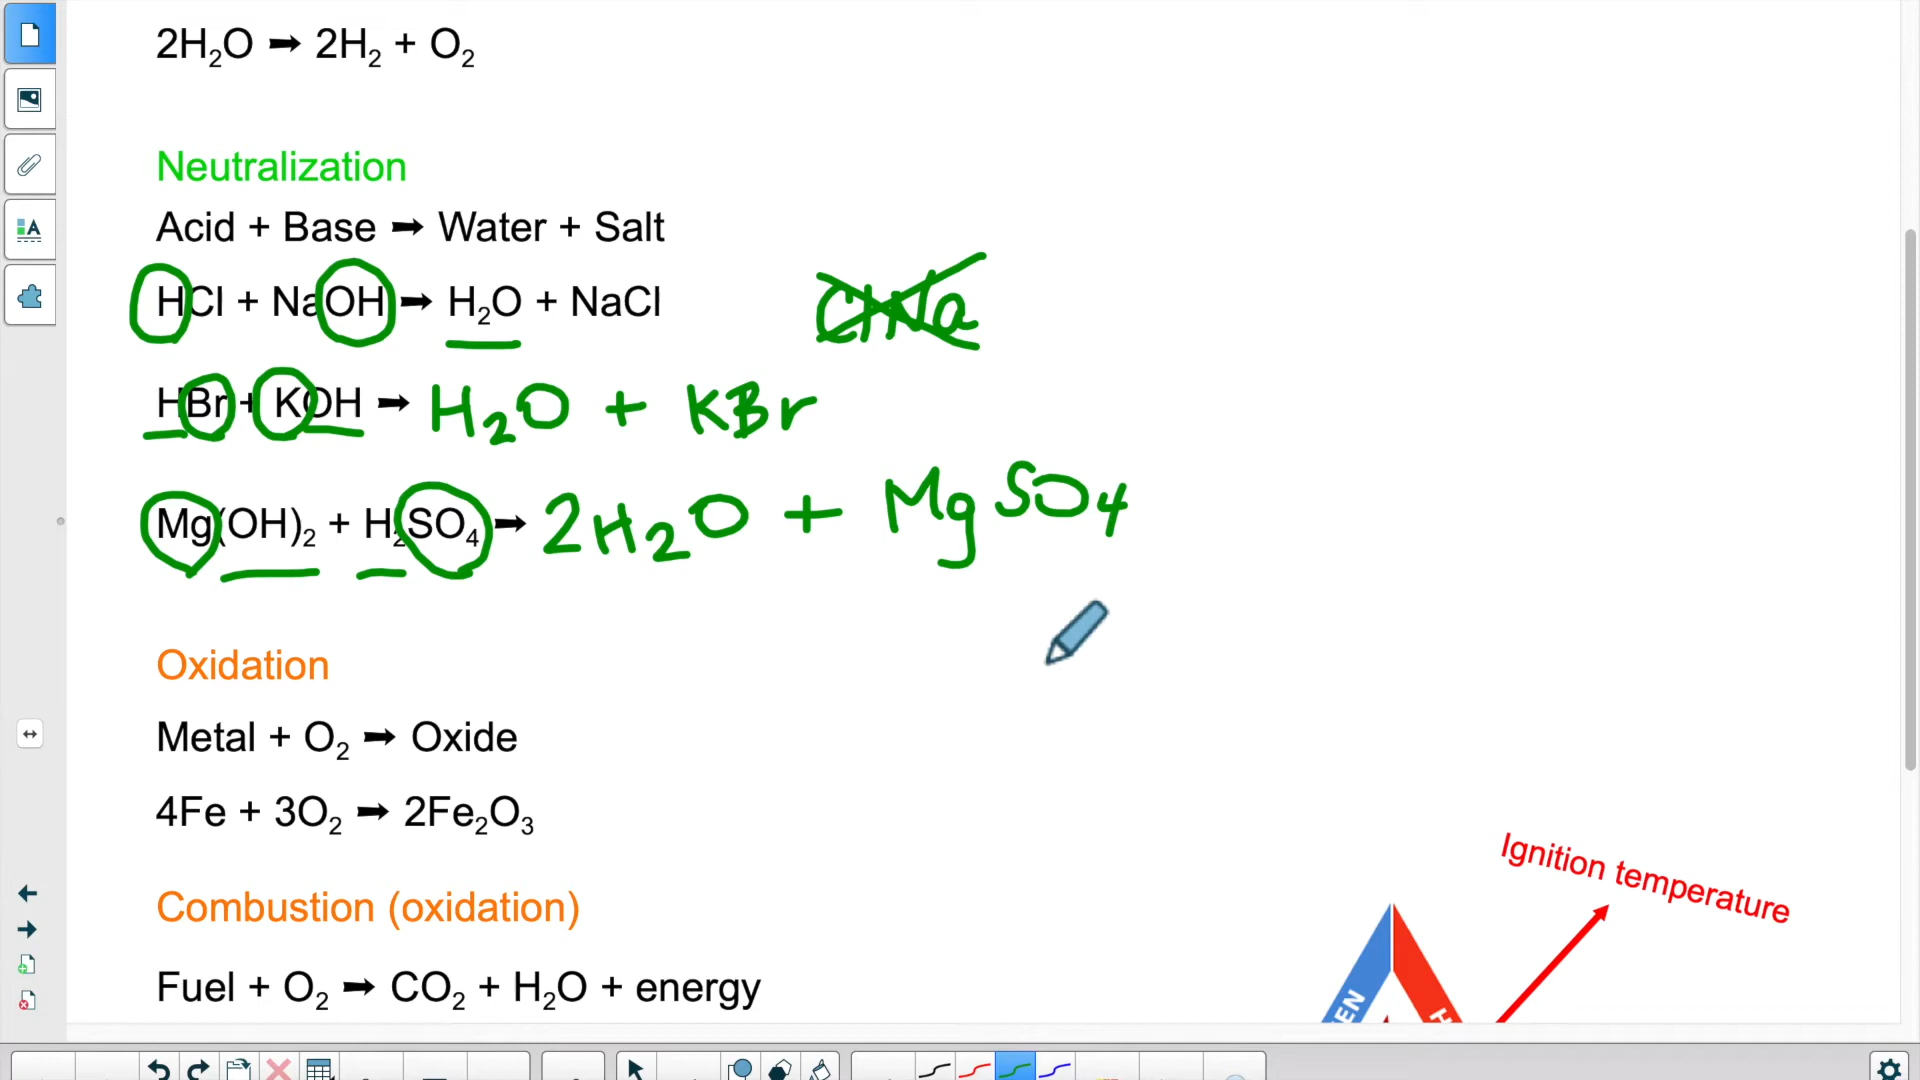 2H₂O ➡ 2H₂ + O₂
Neutralization
Acid + Base ➡ Water + Salt
HCl + NaOH ➡ H₂O + NaCl ClNa
HBr + KOH ➡ H₂O + KBr
Mg(OH)₂ + H₂SO₄ ➡ 2H₂O + MgSO₄
Oxidation
Metal + O₂ ➡ Oxide
4Fe + 3O₂ ➡ 2Fe₂O₃
Combustion (oxidation)
Ignition temperature
Fuel + O₂ ➡ CO₂ + H₂O + energy